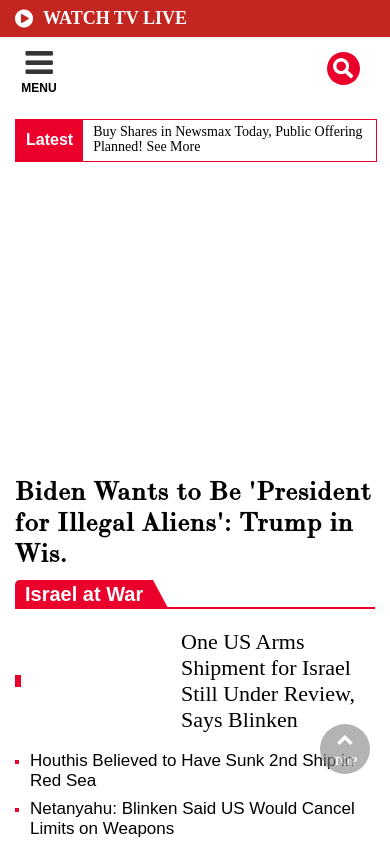 WATCH TV LIVE
MENU
Latest
Buy Shares in Newsmax Today, Public Offering
Planned! See More
Biden Wants to Be 'President
for Illegal Aliens': Trump in
Wis.
Israel at War
One US Arms
Shipment for Israel
Still Under Review,
Says Blinken
TOP
Houthis Believed to Have Sunk 2nd Ship in
Red Sea
Netanyahu: Blinken Said US Would Cancel
Limits on Weapons